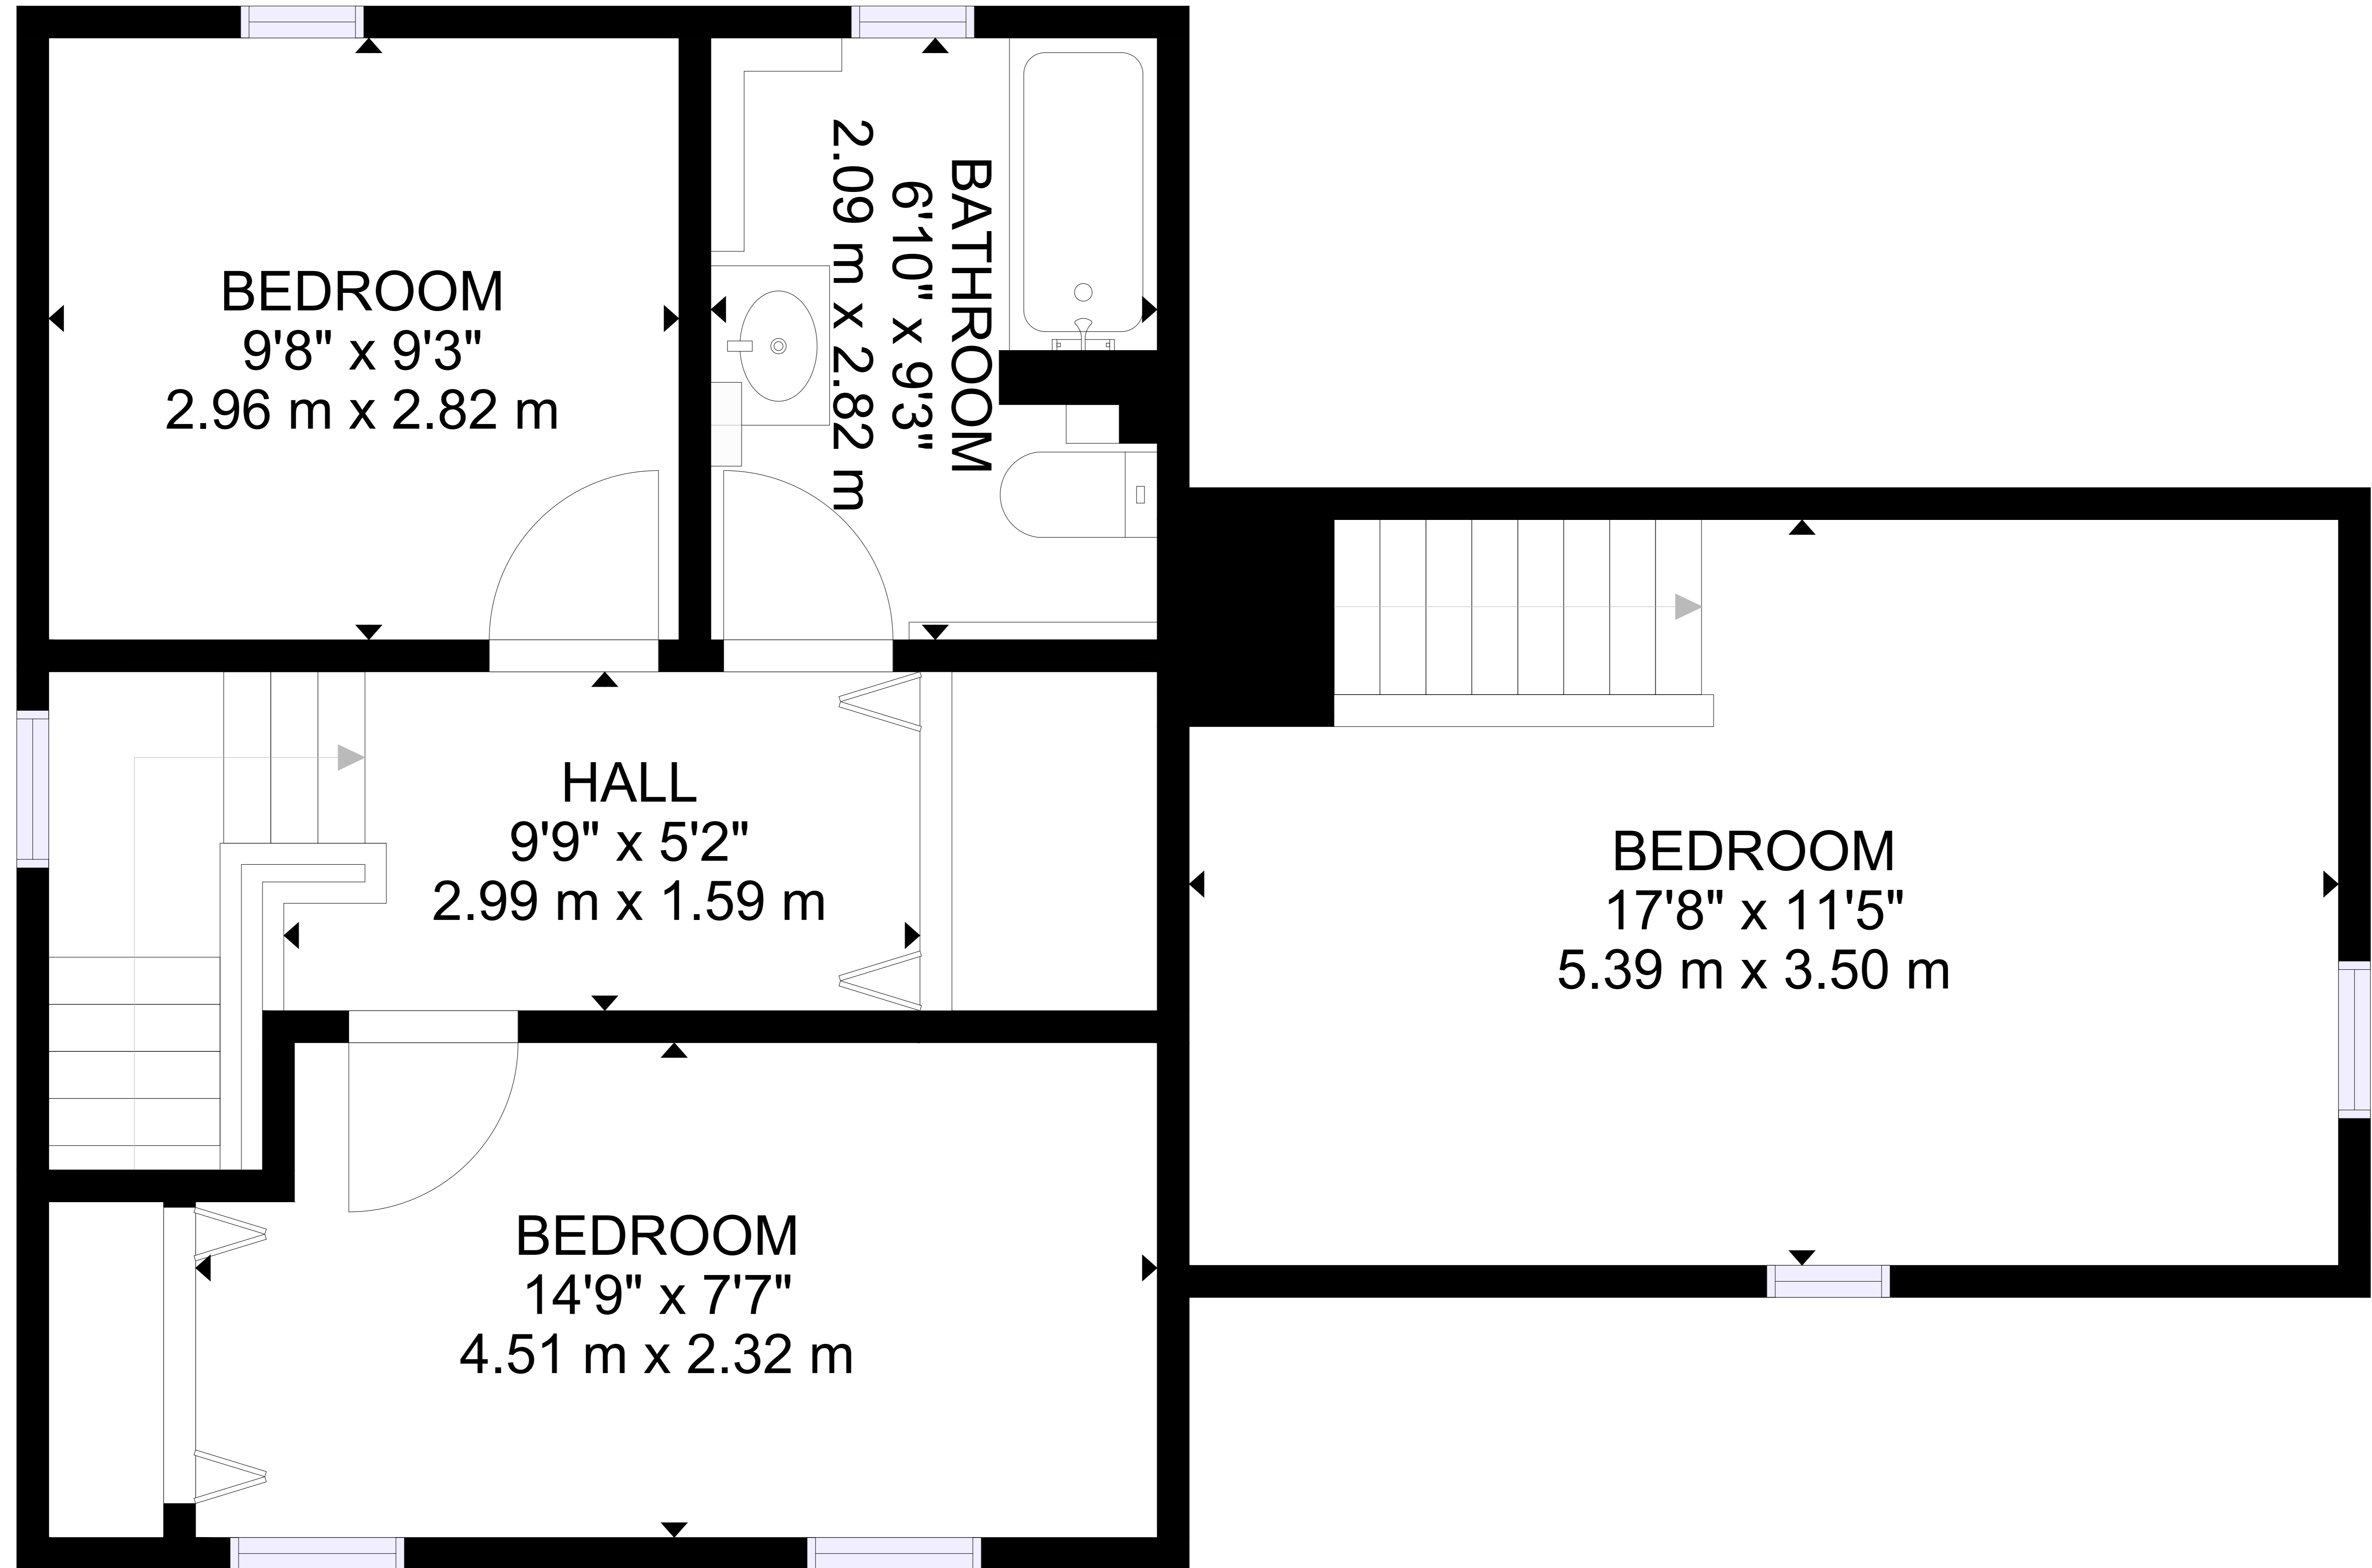 BEDROOM
9'8" x 9'3"
2.96 m x 2.82 m
BATHROOM
6'10" x 9'3"
2.09 m x 2.82 m
HALL
9'9" x 5'2"
2.99 m x 1.59 m
BEDROOM
17'8" x 11'5"
5.39 m x 3.50 m
BEDROOM
14'9" x 7'7"
4.51 m x 2.32 m